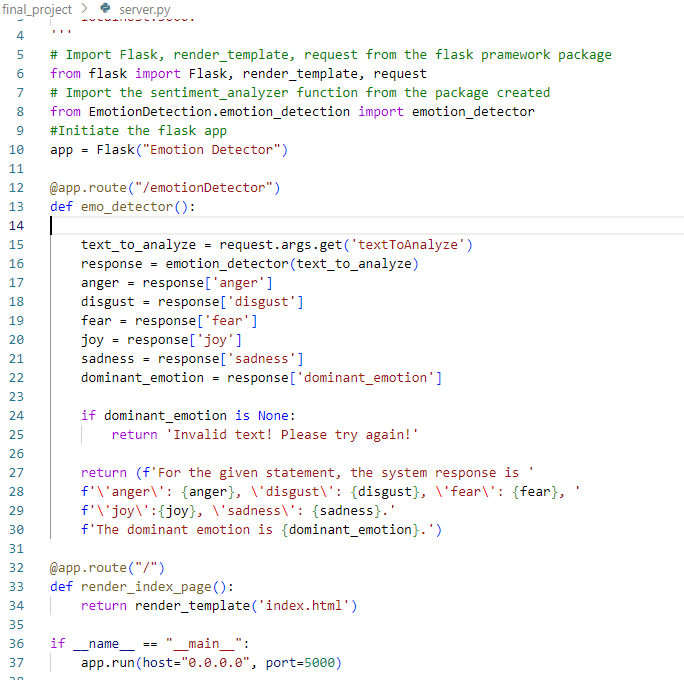 final_project > server.py
3 localhost:5000.
4 '''
5 # Import Flask, render_template, request from the flask pramework package
6 from flask import Flask, render_template, request
7 # Import the sentiment_analyzer function from the package created
8 from EmotionDetection.emotion_detection import emotion_detector
9 #Initiate the flask app
10 app = Flask("Emotion Detector")
11
12 @app.route("/emotionDetector")
13 def emo_detector():
14
15 text_to_analyze = request.args.get('textToAnalyze')
16 response = emotion_detector(text_to_analyze)
17 anger = response['anger']
18 disgust = response['disgust']
19 fear = response['fear']
20 joy = response['joy']
21 sadness = response['sadness']
22 dominant_emotion = response['dominant_emotion']
23
24 if dominant_emotion is None:
25 return 'Invalid text! Please try again!'
26
27 return (f'For the given statement, the system response is '
28 f'\'anger\': {anger}, \'disgust\': {disgust}, \'fear\': {fear}, '
29 f'\'joy\':{joy}, \'sadness\': {sadness}.'
30 f'The dominant emotion is {dominant_emotion}.')
31
32 @app.route("/")
33 def render_index_page():
34 return render_template('index.html')
35
36 if __name__ == "__main__":
37 app.run(host="0.0.0.0", port=5000)
38